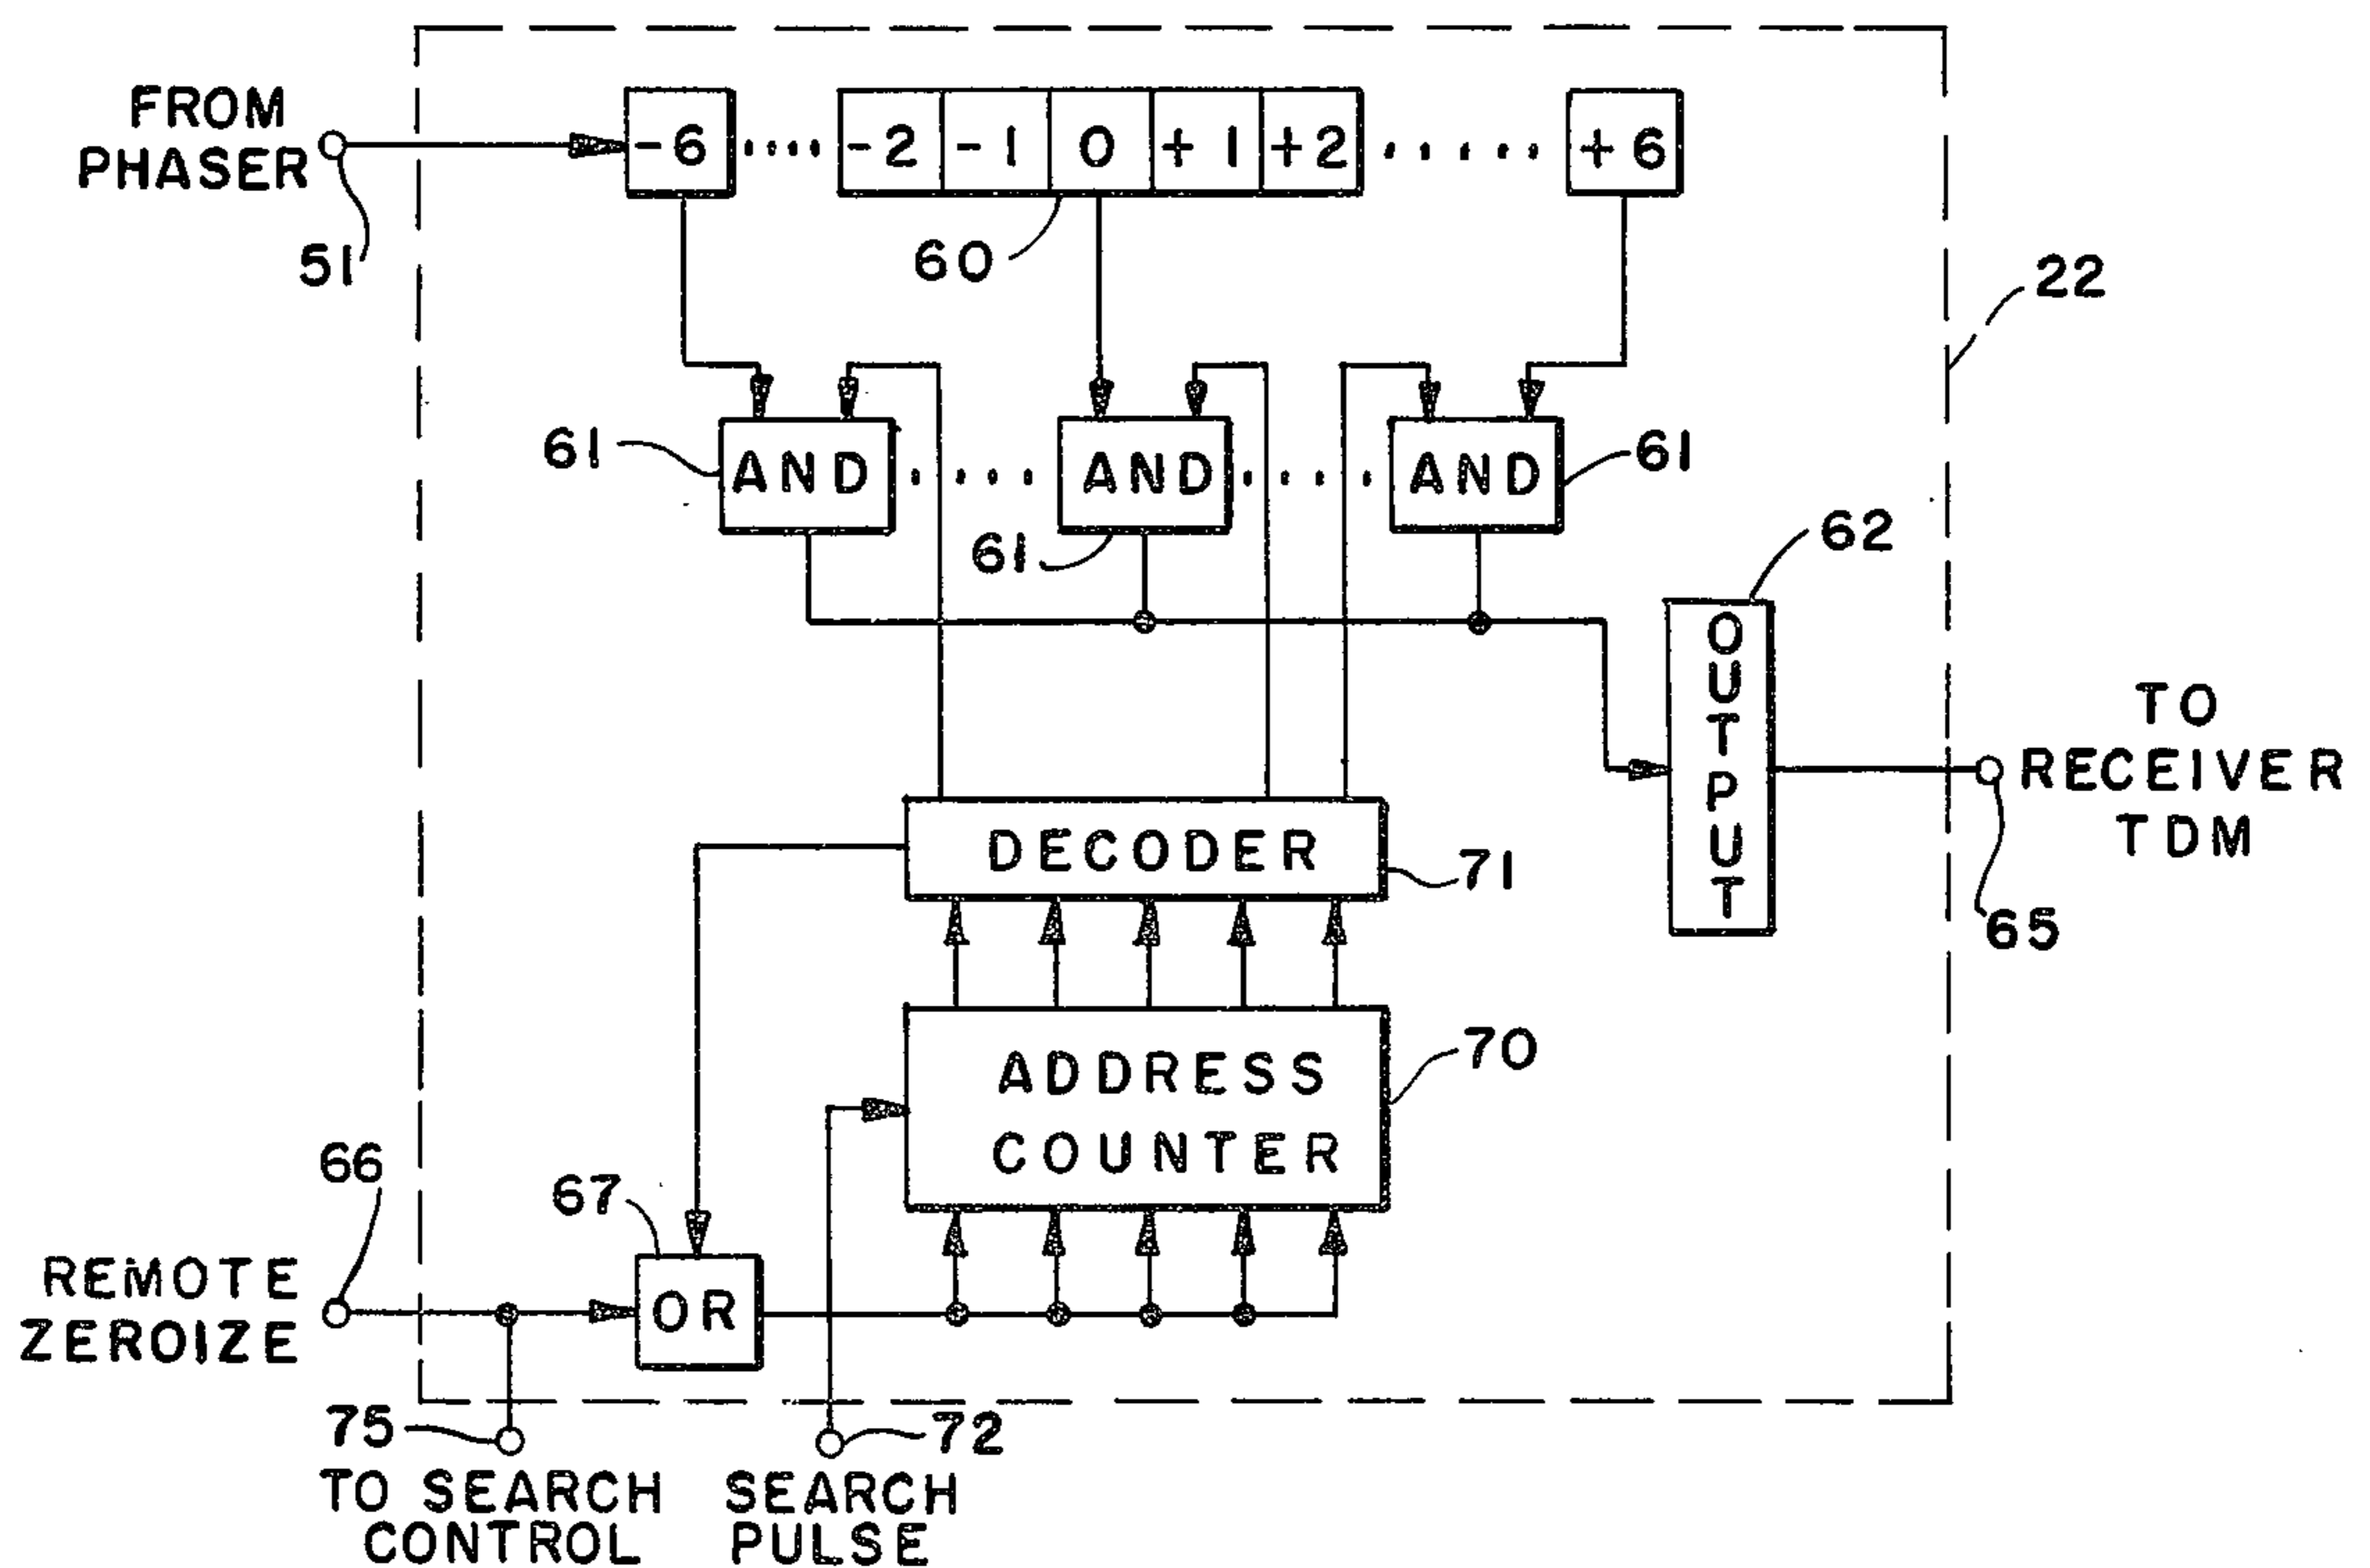 FROM
PHASER
51
-6 -2 -1 0 +1 +2 +6
60
22
61
AND AND AND
61
61
62
OUTPUT
TO
RECEIVER
TDM
65
DECODER
71
ADDRESS
COUNTER
70
66
67
REMOTE
ZEROIZE
OR
75
72
TO SEARCH
CONTROL
SEARCH
PULSE